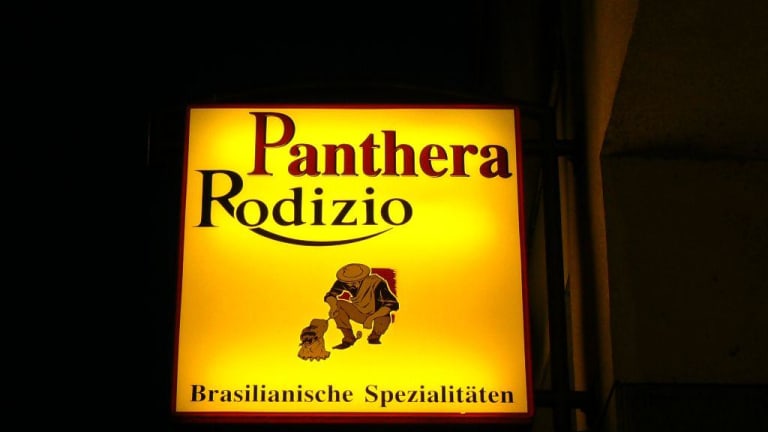 Panthera
Rodizio
Brasilianische Spezialitäten